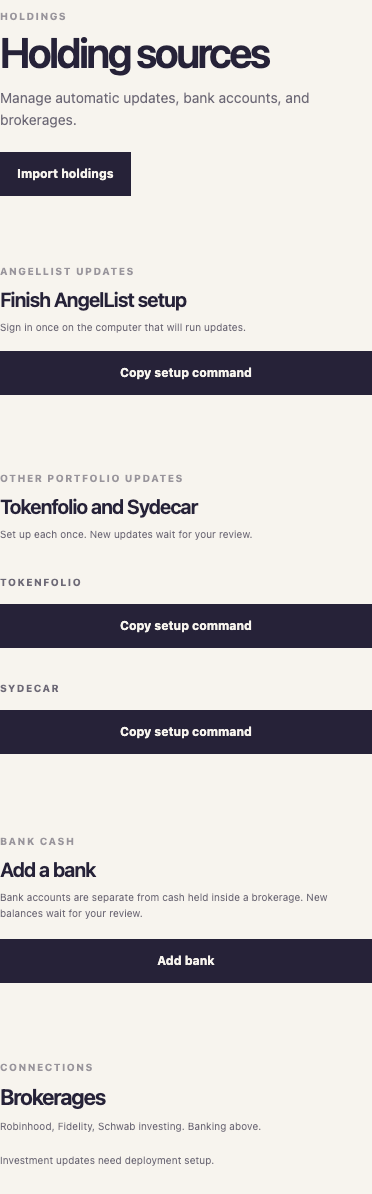 HOLDINGS
Holding sources
Manage automatic updates, bank accounts, and
brokerages.
Import holdings
ANGELLIST UPDATES
Finish AngelList setup
Sign in once on the computer that will run updates.
Copy setup command
OTHER PORTFOLIO UPDATES
Tokenfolio and Sydecar
Set up each once. New updates wait for your review.
TOKENFOLIO
Copy setup command
SYDECAR
Copy setup command
BANK CASH
Add a bank
Bank accounts are separate from cash held inside a brokerage. New
balances wait for your review.
Add bank
CONNECTIONS
Brokerages
Robinhood, Fidelity, Schwab investing. Banking above.
Investment updates need deployment setup.